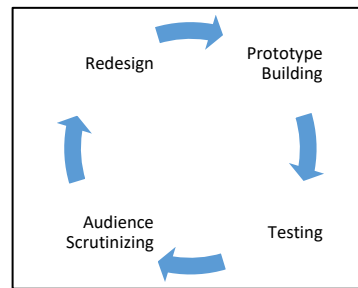 Redesign
Prototype
Building
Testing
Audience
Scrutinizing